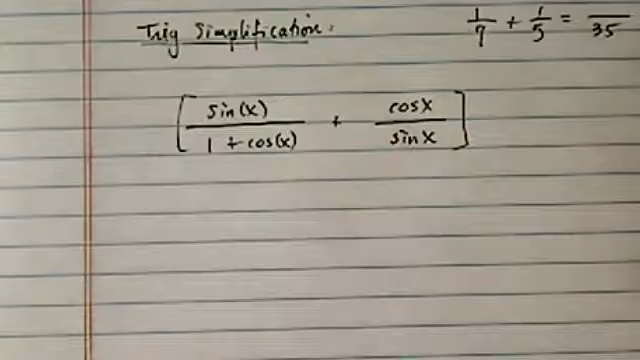 Trig Simplification.
1/7 + 1/5 = /35
[ sin(x)/1 + cos(x) + cosx/sinx ]